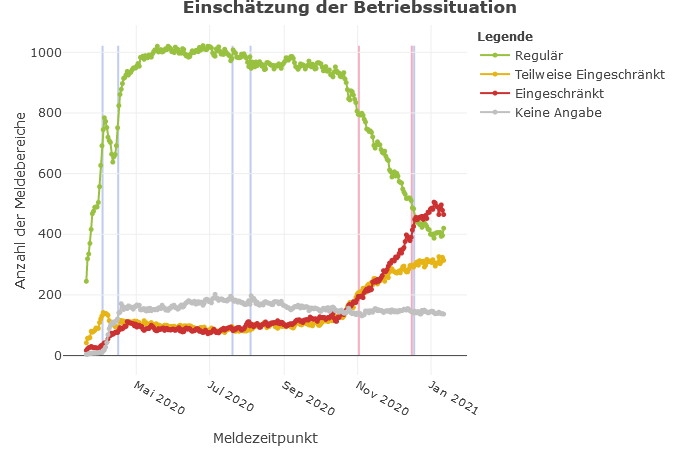 Einschätzung der Betriebssituation
Legende
Regulär
Teilweise Eingeschränkt
Eingeschränkt
Keine Angabe
Anzahl der Meldebereiche
1000
800
600
400
200
0
Mai 2020
Jul 2020
Sep 2020
Nov 2020
Jan 2021
Meldezeitpunkt